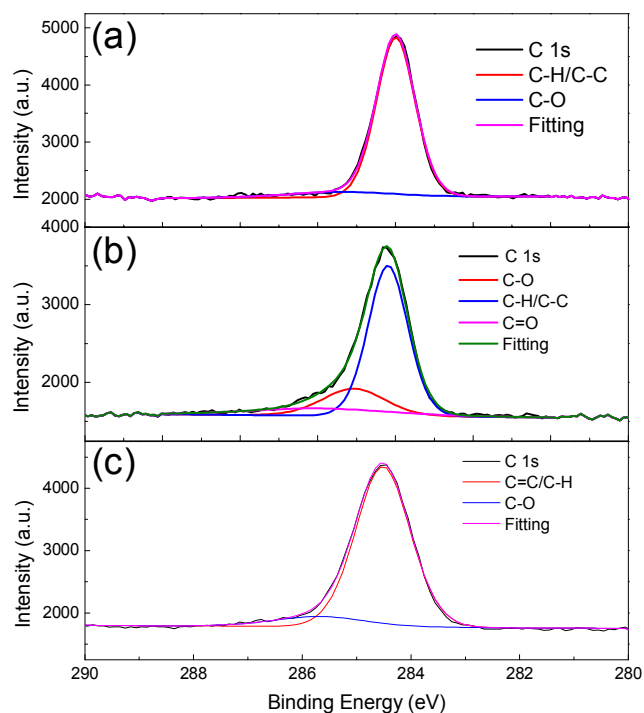 (a)
C 1s
C-H/C-C
C-O
Fitting
5000
4000
3000
2000
Intensity (a.u.)
(b)
C 1s
C-O
C-H/C-C
C=O
Fitting
4000
3000
2000
Intensity (a.u.)
(c)
C 1s
C=C/C-H
C-O
Fitting
4000
3000
2000
Intensity (a.u.)
290 288 286 284 282 280
Binding Energy (eV)